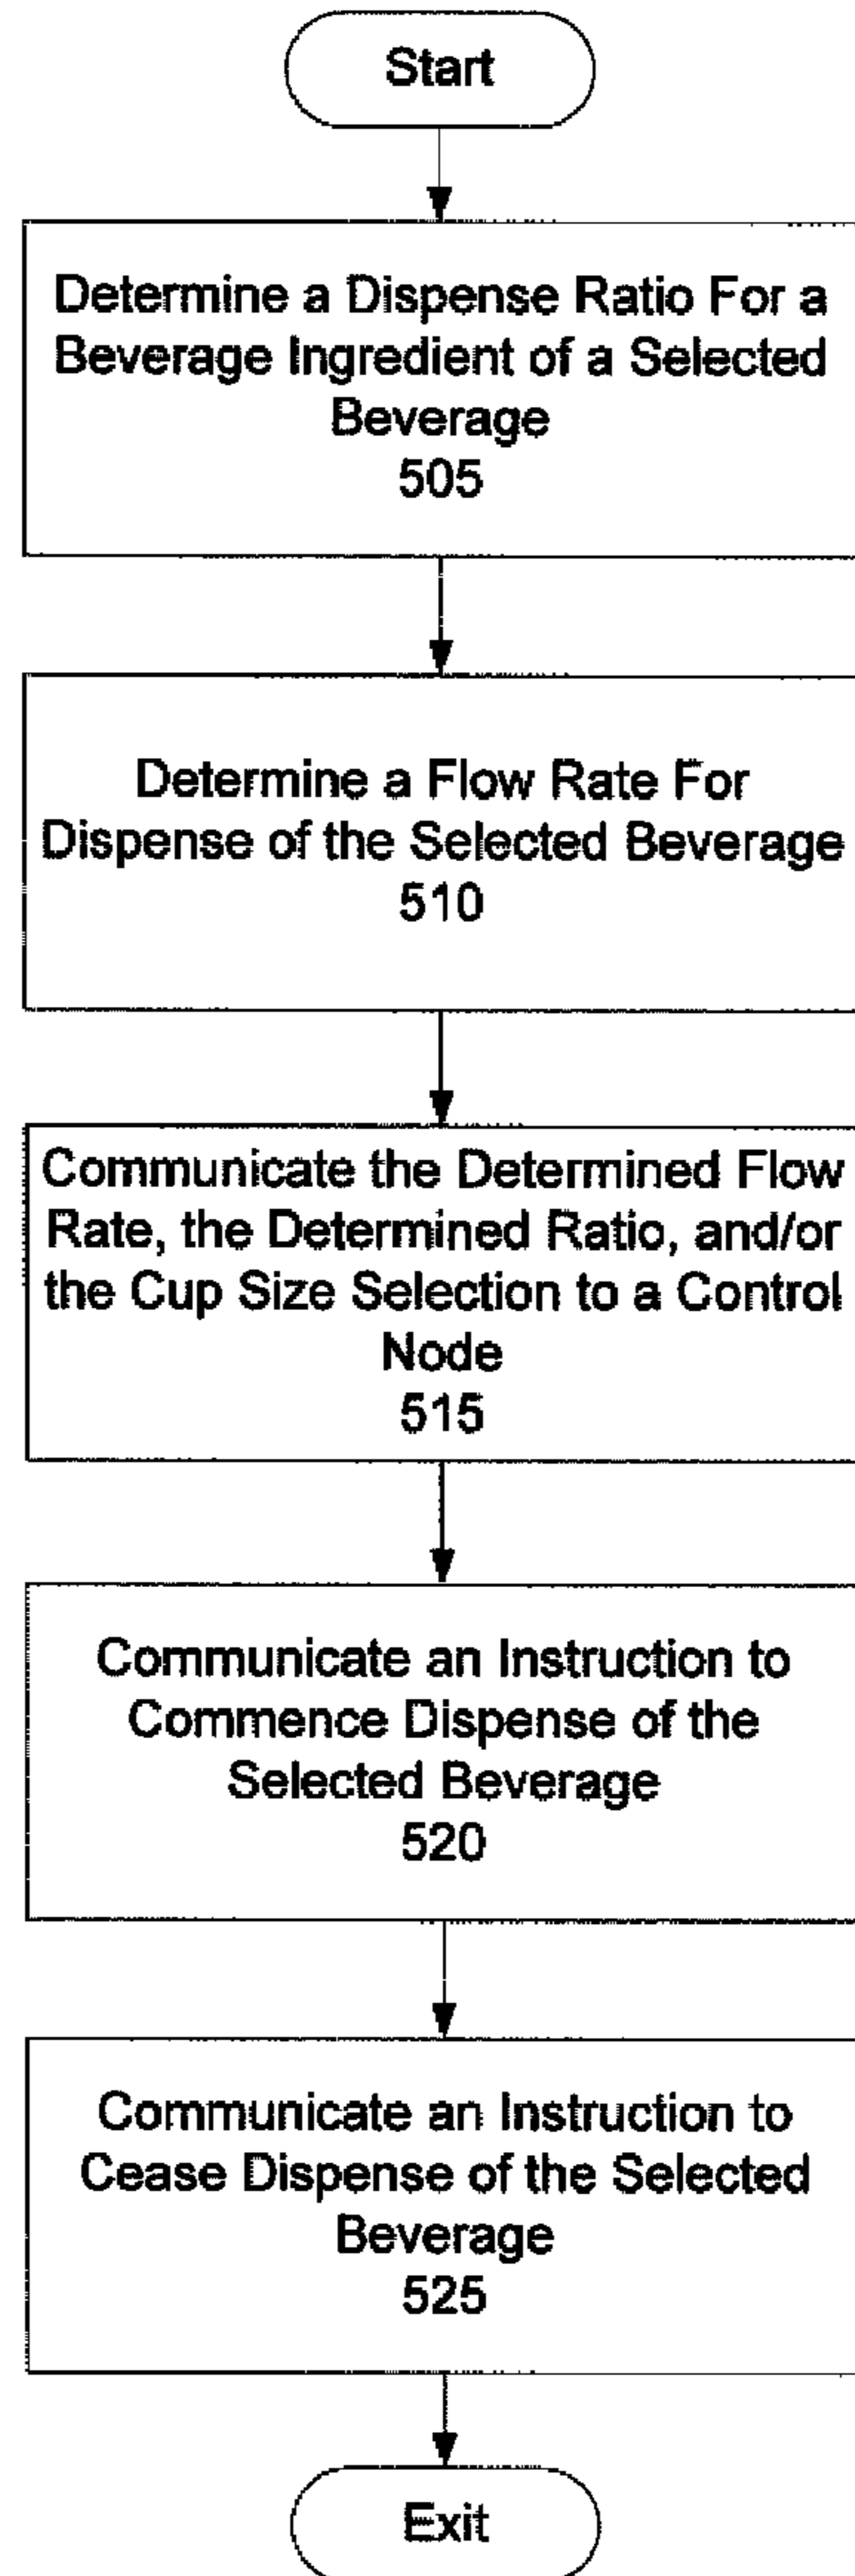 Start
Determine a Dispense Ratio For a
Beverage Ingredient of a Selected
Beverage
505
Determine a Flow Rate For
Dispense of the Selected Beverage
510
Communicate the Determined Flow
Rate, the Determined Ratio, and/or
the Cup Size Selection to a Control
Node
515
Communicate an Instruction to
Commence Dispense of the
Selected Beverage
520
Communicate an Instruction to
Cease Dispense of the Selected
Beverage
525
Exit